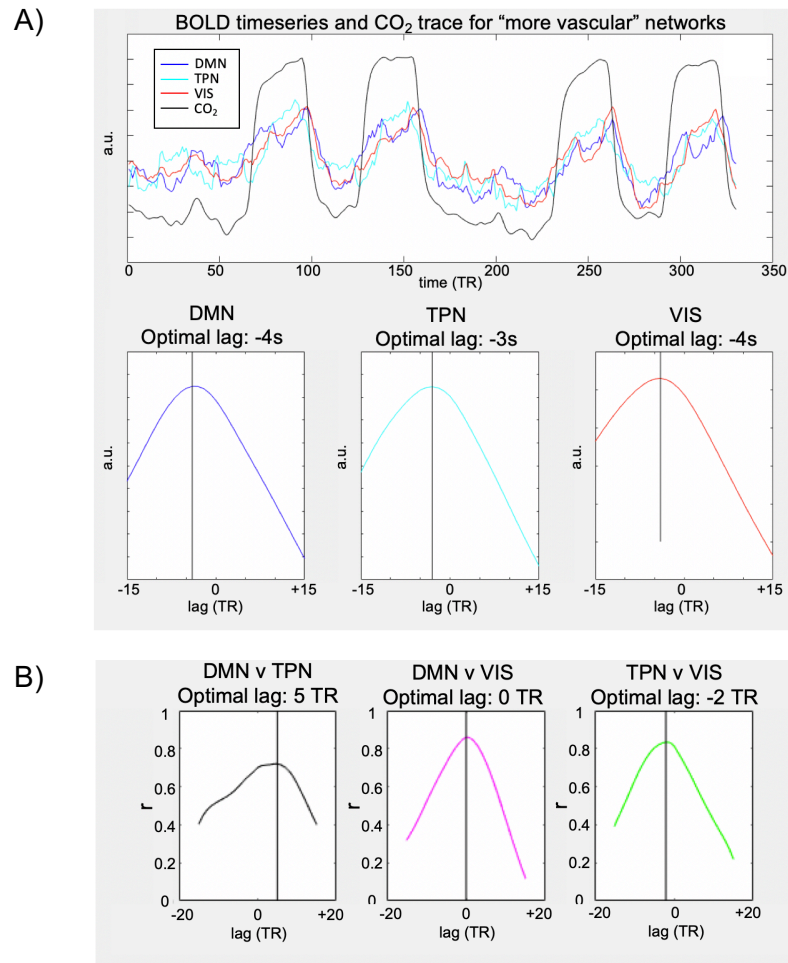 A)
BOLD timeseries and CO₂ trace for “more vascular” networks
DMN
TPN
VIS
CO₂
a.u.
0 50 100 150 200 250 300 350
time (TR)
DMN
Optimal lag: -4s
TPN
Optimal lag: -3s
VIS
Optimal lag: -4s
a.u.
a.u.
a.u.
-15 0 +15
-15 0 +15
-15 0 +15
lag (TR)
lag (TR)
lag (TR)
B)
DMN v TPN
Optimal lag: 5 TR
DMN v VIS
Optimal lag: 0 TR
TPN v VIS
Optimal lag: -2 TR
1
0.8
0.6
0.4
0.2
0
r
-20 0 +20
lag (TR)
1
0.8
0.6
0.4
0.2
0
r
-20 0 +20
lag (TR)
1
0.8
0.6
0.4
0.2
0
r
-20 0 +20
lag (TR)